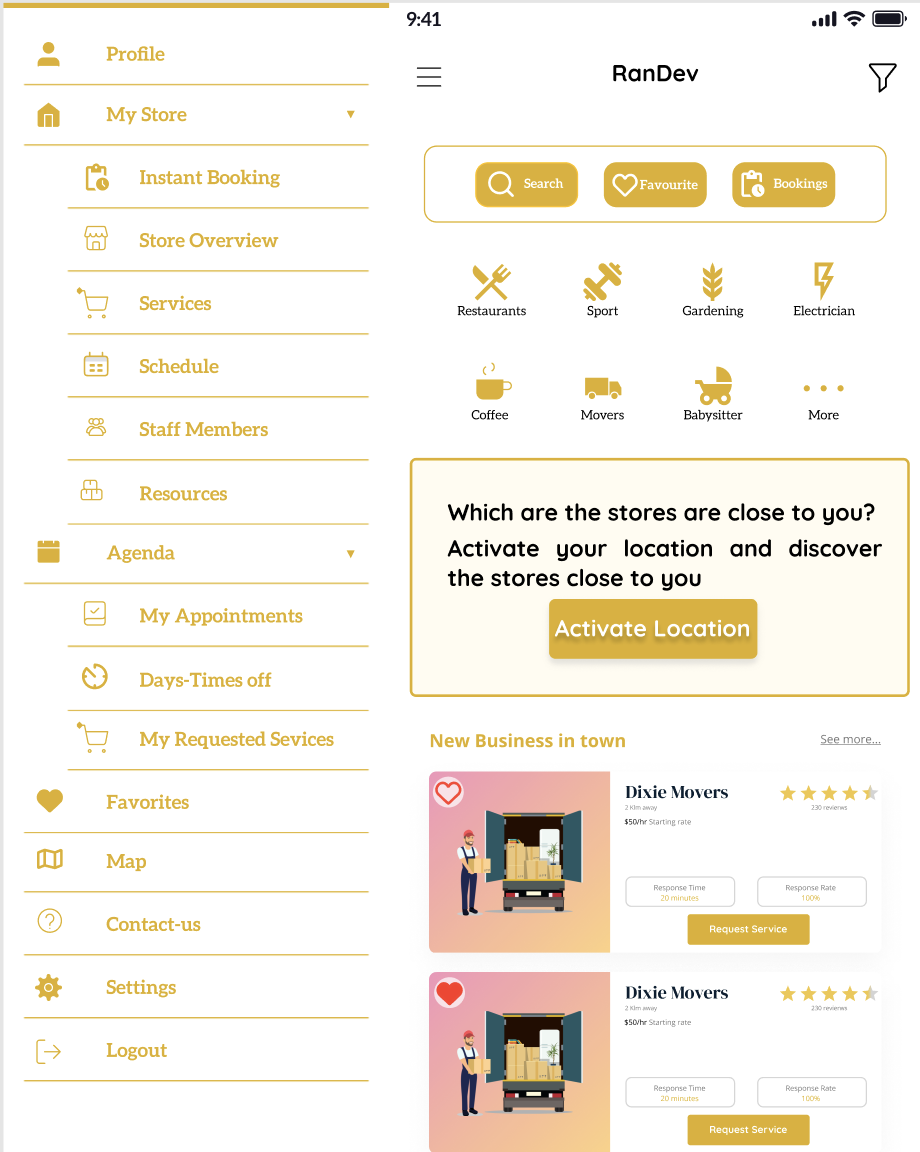 Profile
My Store
Instant Booking
Store Overview
Services
Schedule
Staff Members
Resources
Agenda
My Appointments
Days-Times off
My Requested Sevices
Favorites
Map
Contact-us
Settings
Logout
9:41
RanDev
Search
Favourite
Bookings
Restaurants
Sport
Gardening
Electrician
Coffee
Movers
Babysitter
More
Which are the stores are close to you?
Activate your location and discover
the stores close to you
Activate Location
New Business in town
See more...
Dixie Movers
2 Klm away
230 reviewws
$50/hr Starting rate
Response Time
20 minutes
Response Rate
100%
Request Service
Dixie Movers
2 Klm away
230 reviewws
$50/hr Starting rate
Response Time
20 minutes
Response Rate
100%
Request Service